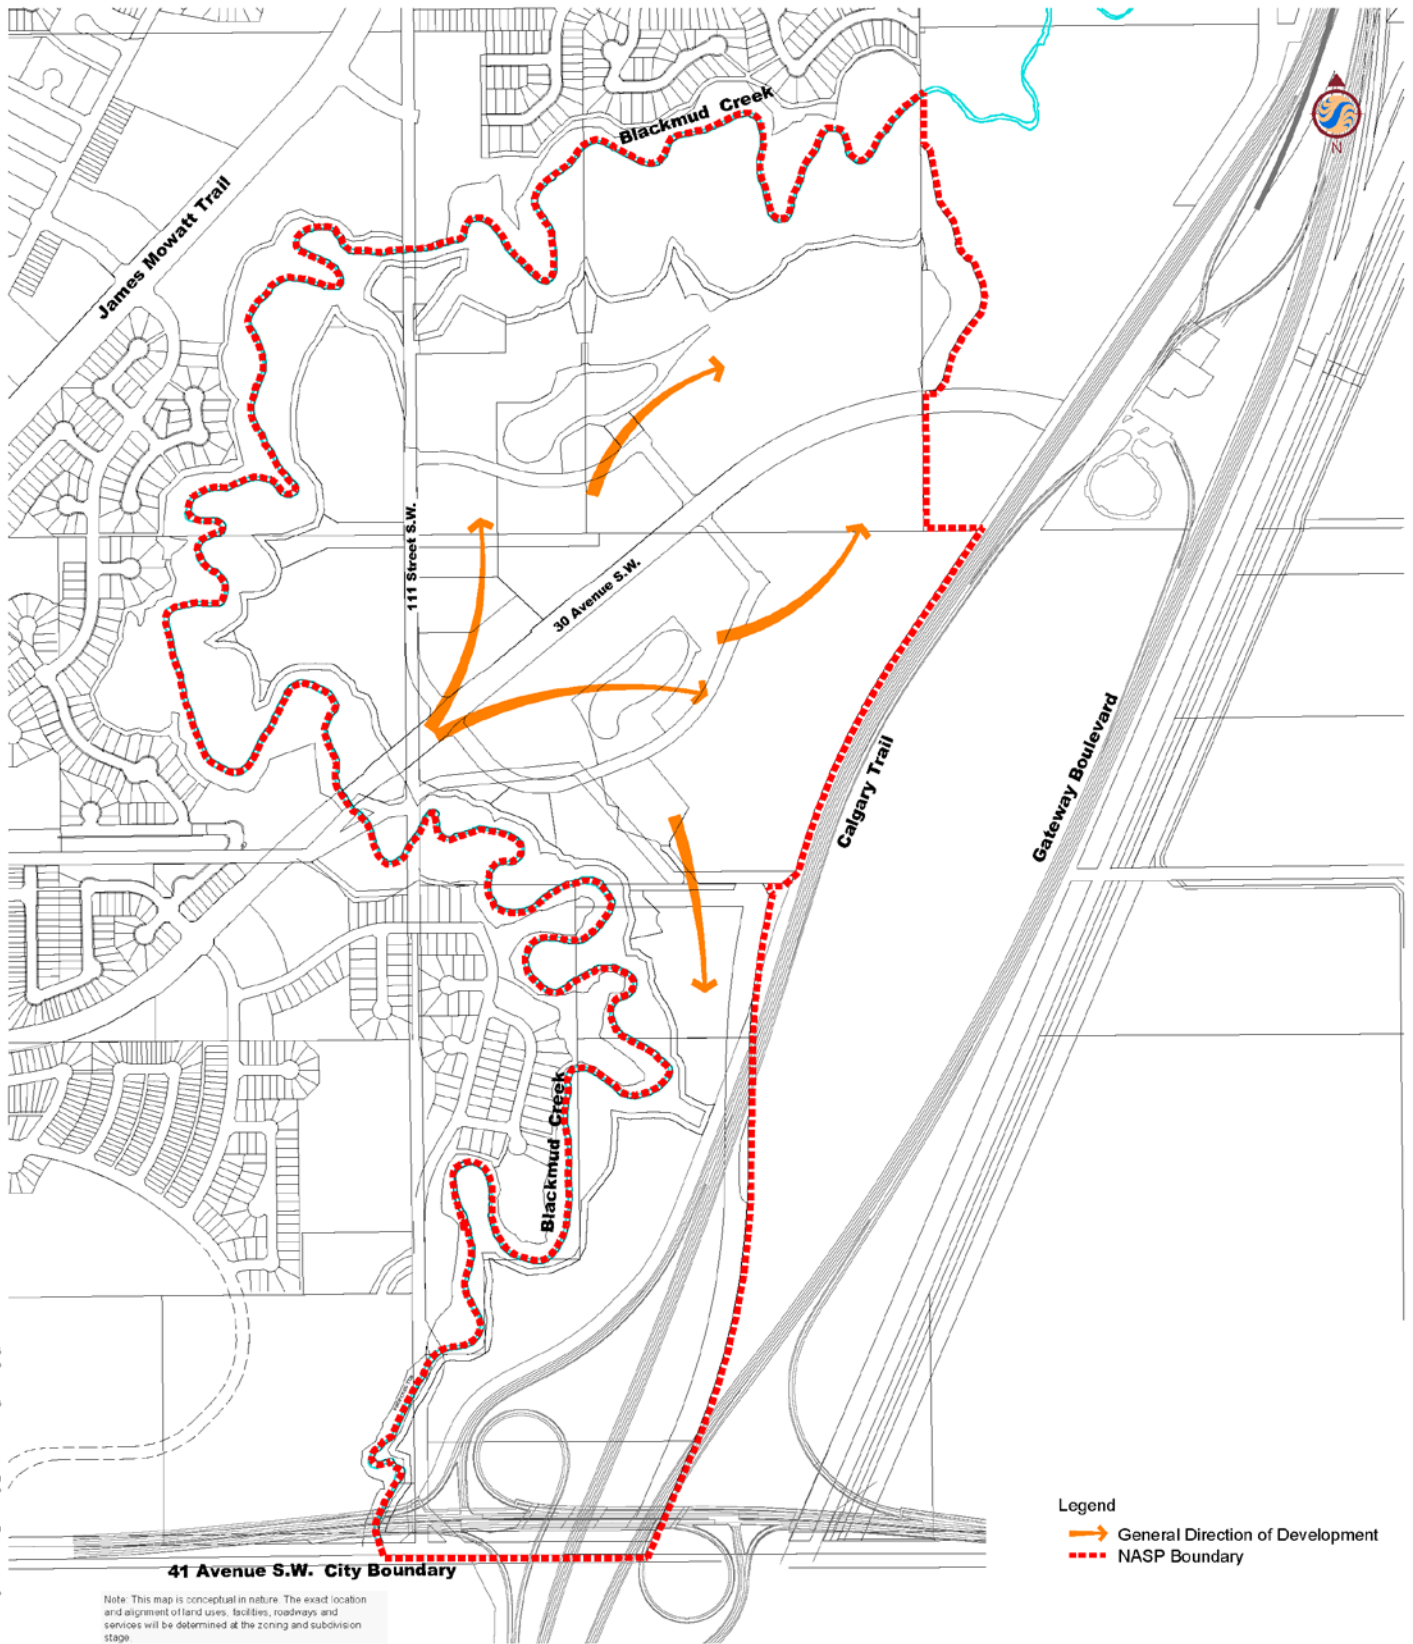 Blackmud Creek
N
James Mowatt Trail
111 Street S.W.
30 Avenue S.W.
Calgary Trail
Gateway Boulevard
Blackmud Creek
Legend
General Direction of Development
NASP Boundary
41 Avenue S.W. City Boundary
Note: This map is conceptual in nature. The exact location
and alignment of land uses, facilities, roadways and
services will be determined at the zoning and subdivision
stage.